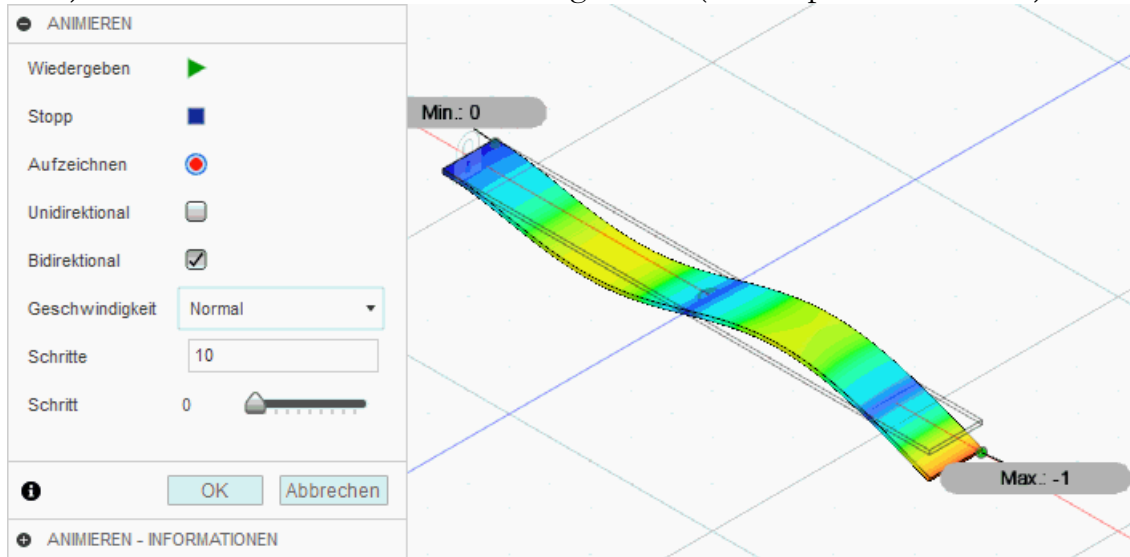 ANIMIEREN
Wiedergeben
Stopp
Aufzeichnen
Unidirektional
Bidirektional
Geschwindigkeit Normal
Schritte 10
Schritt 0
OK Abbrechen
ANIMIEREN - INFORMATIONEN
Min.: 0
Max.: -1